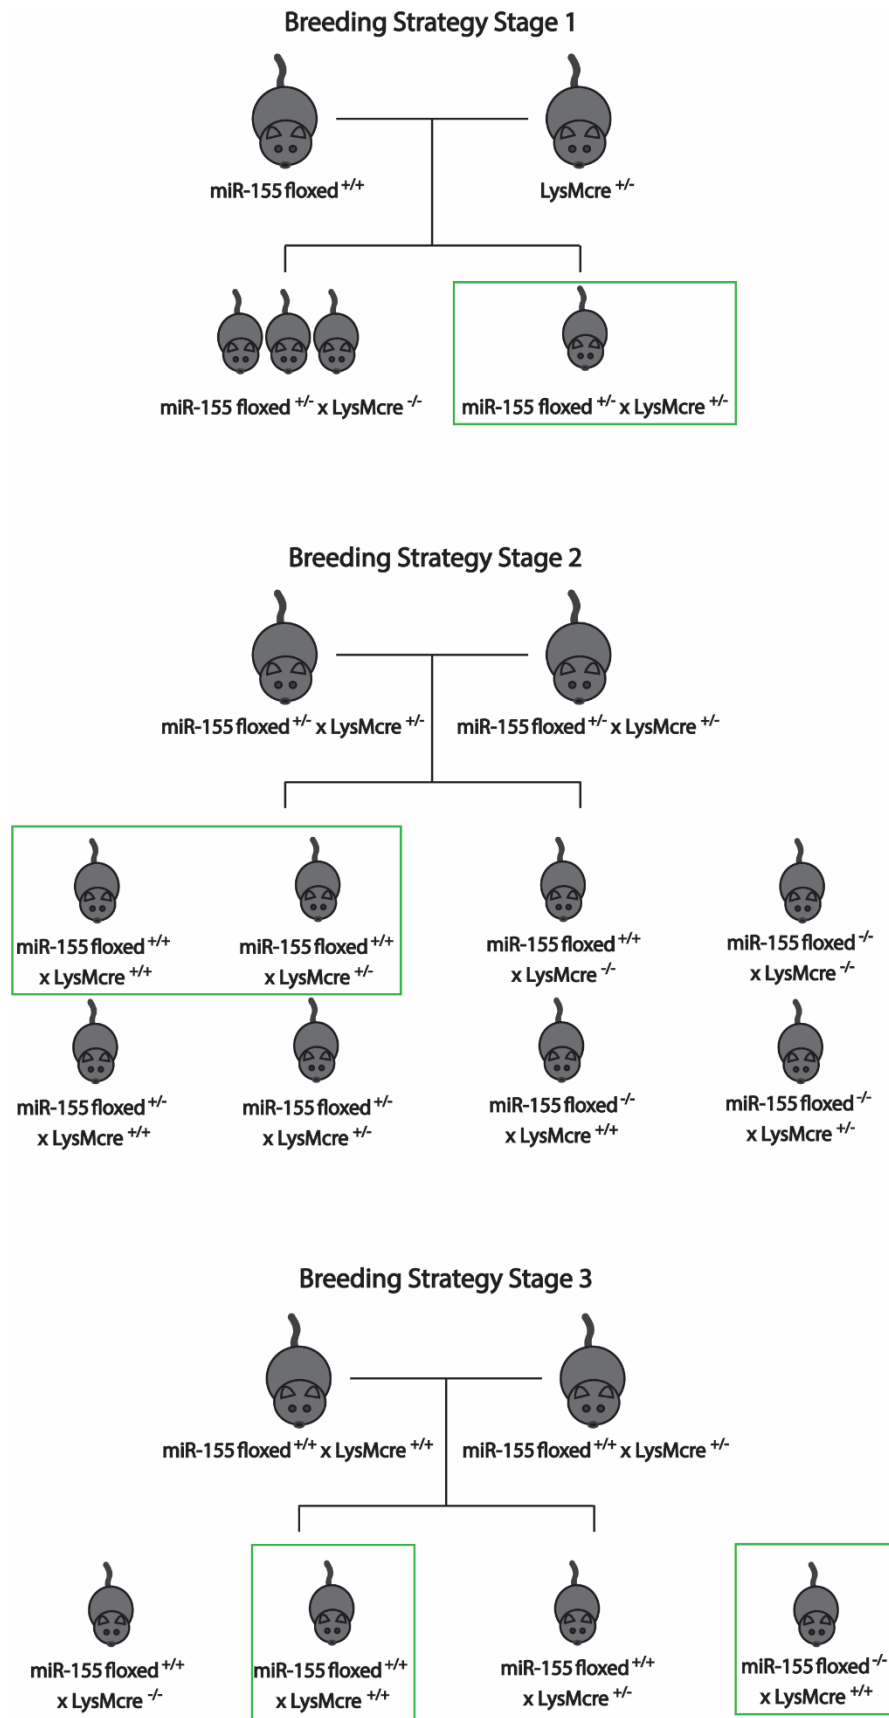 Breeding Strategy Stage 1
miR-155 floxed +/+
LysMcre +/-
miR-155 floxed +/- x LysMcre -/-
miR-155 floxed +/- x LysMcre +/-
Breeding Strategy Stage 2
miR-155 floxed +/- x LysMcre +/-
miR-155 floxed +/- x LysMcre +/-
miR-155 floxed +/+
x LysMcre +/+
miR-155 floxed +/+
x LysMcre +/-
miR-155 floxed +/+
x LysMcre -/-
miR-155 floxed -/-
x LysMcre -/-
miR-155 floxed +/-
x LysMcre +/+
miR-155 floxed +/-
x LysMcre +/-
miR-155 floxed -/-
x LysMcre +/+
miR-155 floxed -/-
x LysMcre +/-
Breeding Strategy Stage 3
miR-155 floxed +/+ x LysMcre +/+
miR-155 floxed +/+ x LysMcre +/-
miR-155 floxed +/+
x LysMcre -/-
miR-155 floxed +/+
x LysMcre +/+
miR-155 floxed +/+
x LysMcre +/-
miR-155 floxed -/-
x LysMcre +/+